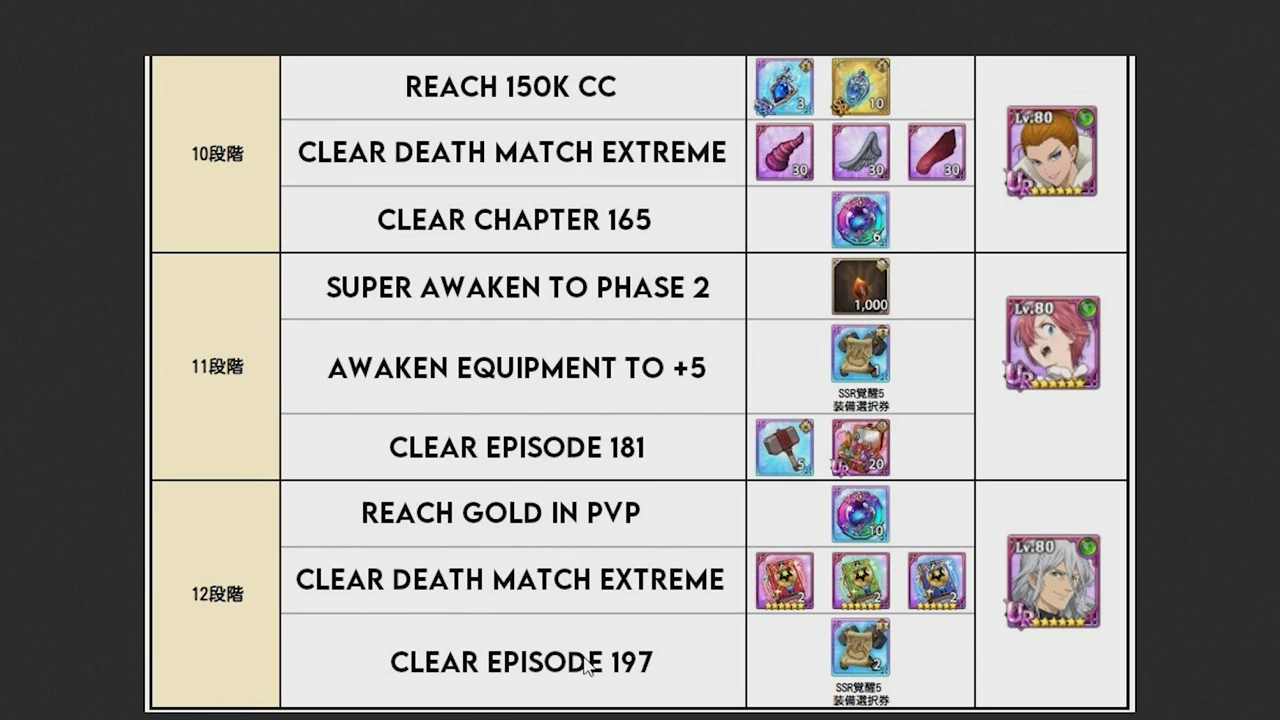 REACH 150K CC
3
10
Lv.80
UR
10段階
CLEAR DEATH MATCH EXTREME
30
30
30
CLEAR CHAPTER 165
6
SUPER AWAKEN TO PHASE 2
1,000
Lv.80
UR
11段階
AWAKEN EQUIPMENT TO +5
1
SSR覚醒5
装備選択券
CLEAR EPISODE 181
5
20
REACH GOLD IN PVP
10
Lv.80
UR
12段階
CLEAR DEATH MATCH EXTREME
2
2
2
CLEAR EPISODE 197
2
SSR覚醒5
装備選択券